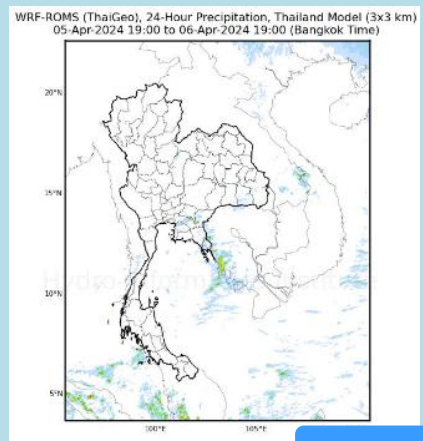 WRF-ROMS (ThaiGeo), 24-Hour Precipitation, Thailand Model (3x3 km)
05-Apr-2024 19:00 to 06-Apr-2024 19:00 (Bangkok Time)
20°N
15°N
10°N
5°N
100°E
105°E